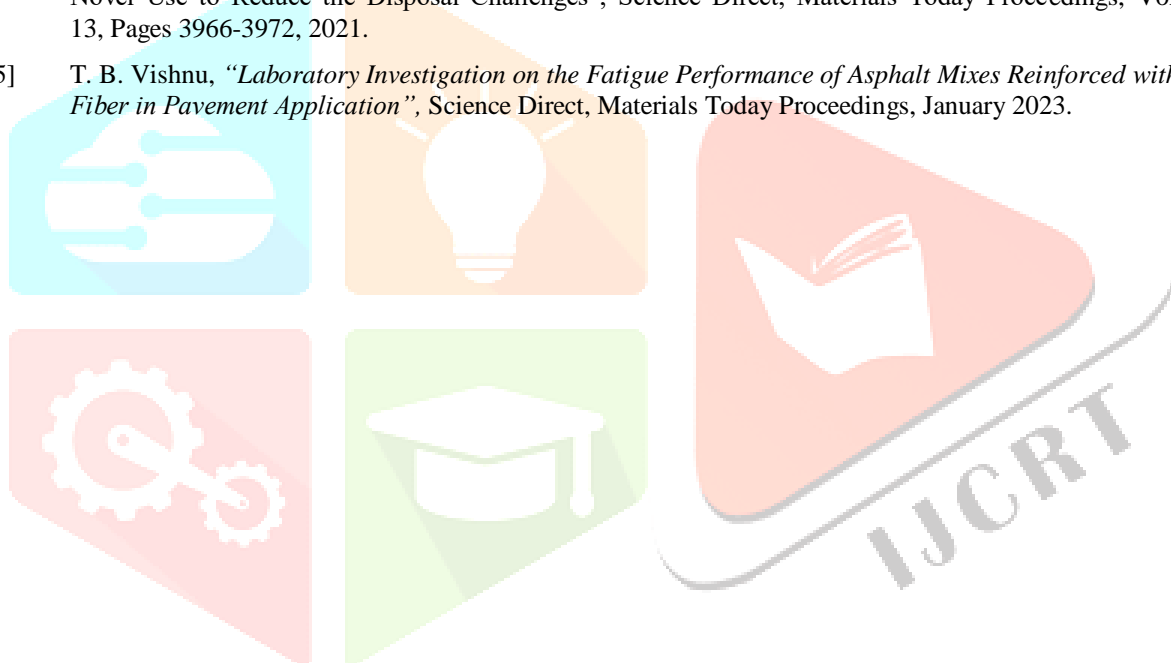 Novel Use to Reduce the Disposal Challenges", Science Direct, Materials Today Proceedings, Vol
13, Pages 3966-3972, 2021.
5] T. B. Vishnu, “Laboratory Investigation on the Fatigue Performance of Asphalt Mixes Reinforced with
Fiber in Pavement Application”, Science Direct, Materials Today Proceedings, January 2023.
IJCRT